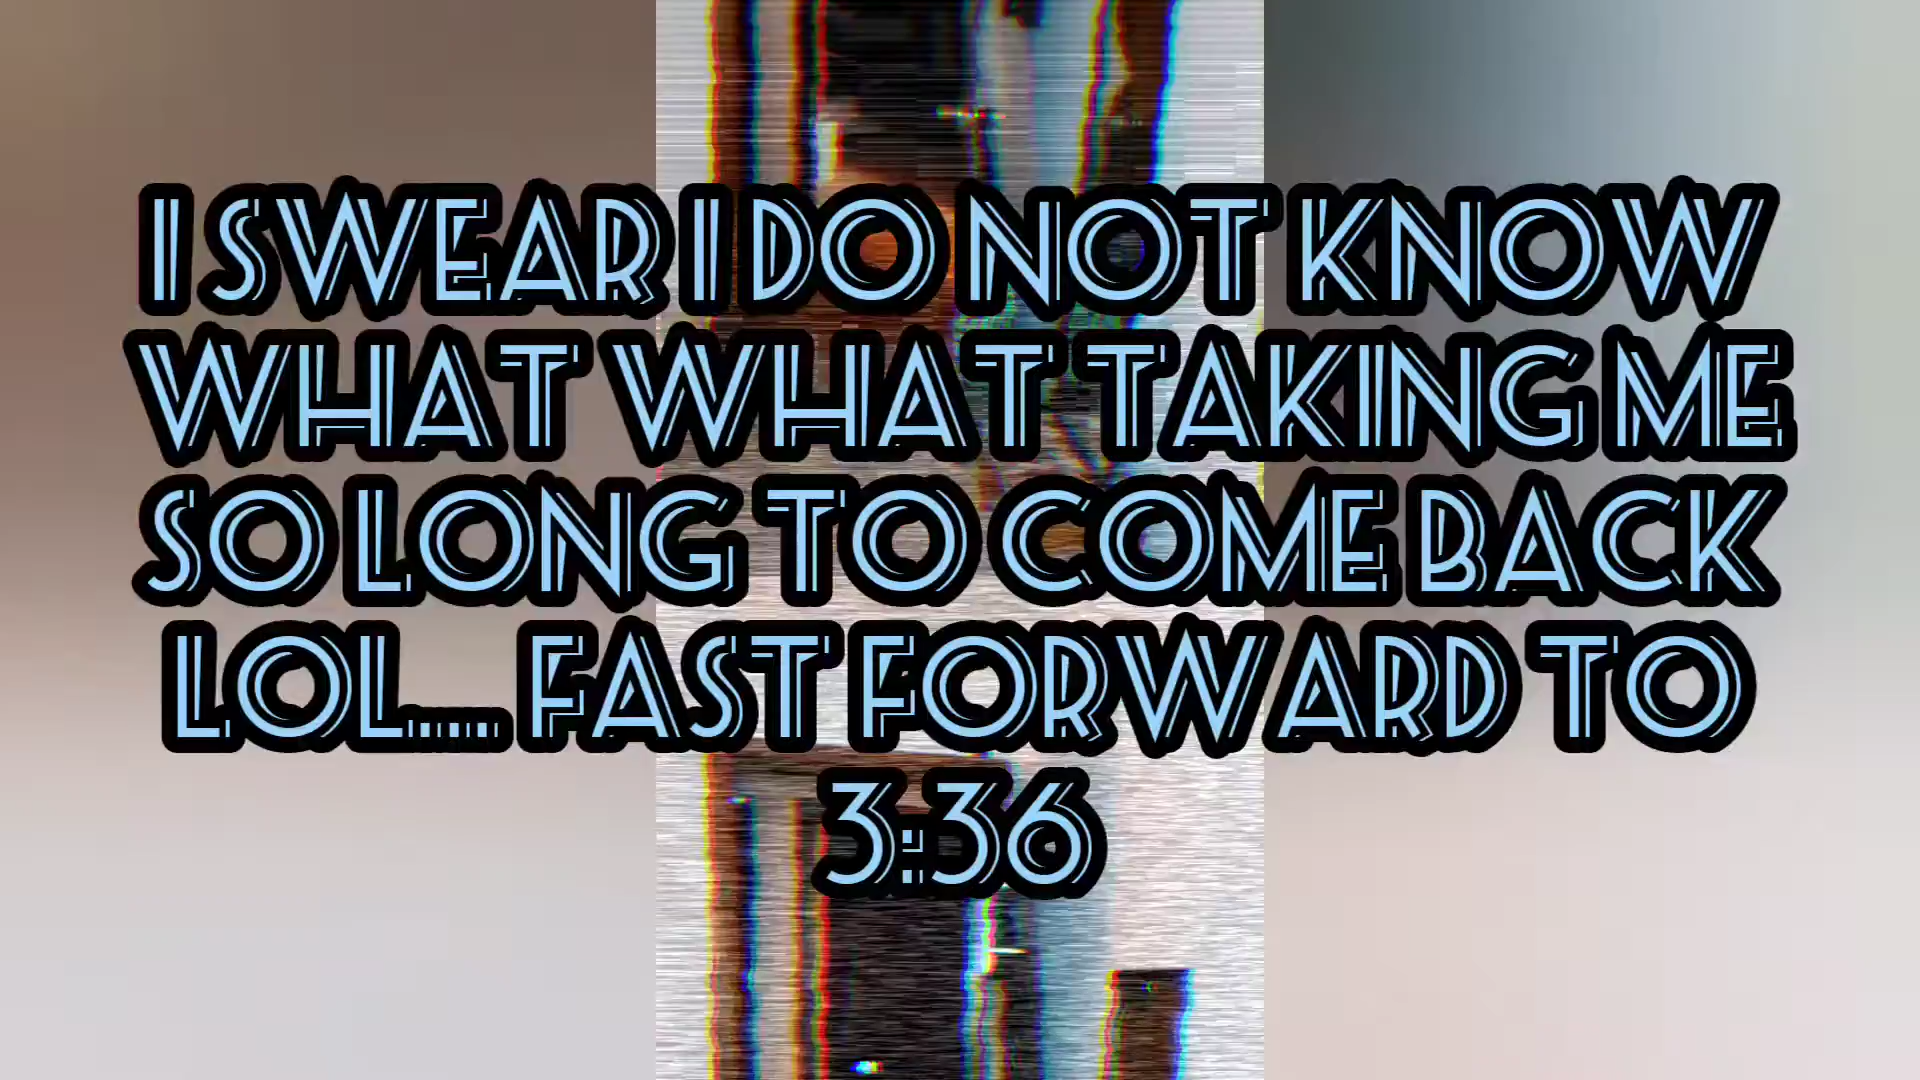 I SWEAR I DO NOT KNOW
WHAT WHAT TAKING ME
SO LONG TO COME BACK
LOL..... FAST FORWARD TO
3:36